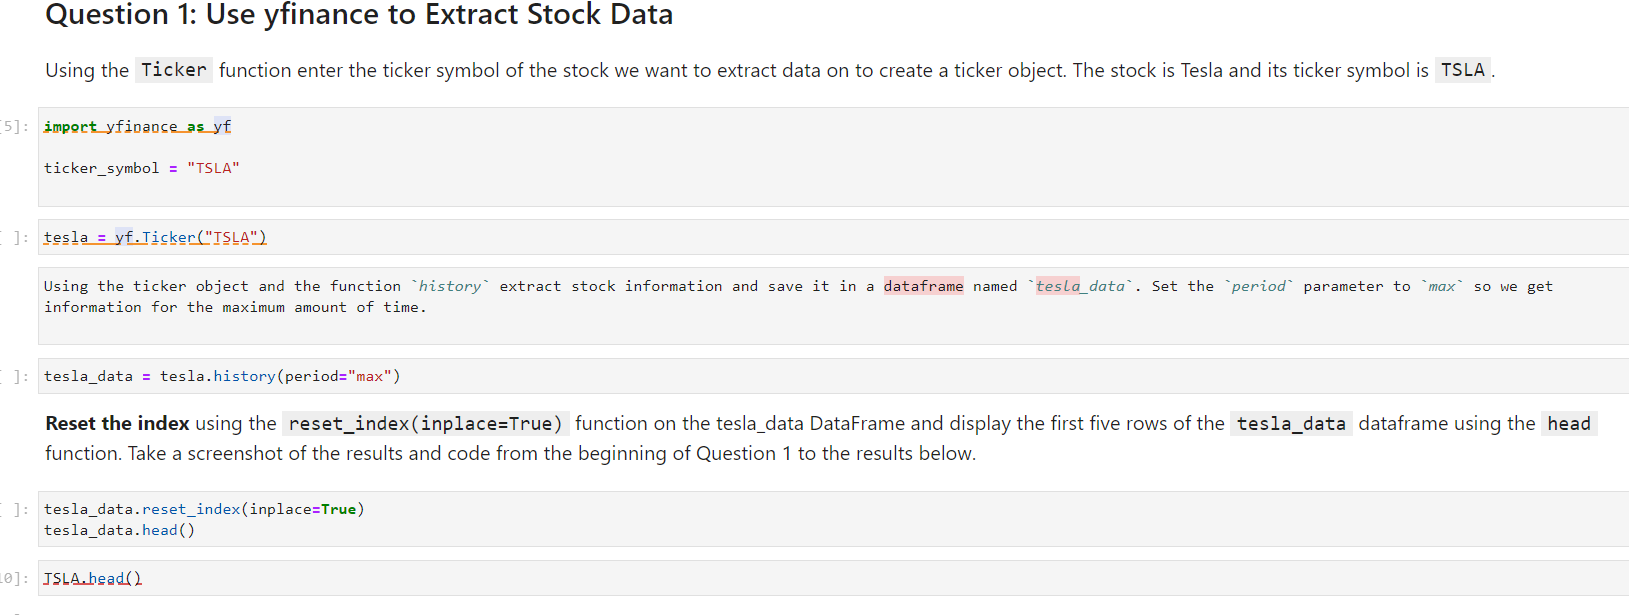 Question 1: Use yfinance to Extract Stock Data
Using the Ticker function enter the ticker symbol of the stock we want to extract data on to create a ticker object. The stock is Tesla and its ticker symbol is TSLA.
5]: import yfinance as yf
ticker_symbol = "TSLA"
]: tesla = yf.Ticker("TSLA")
Using the ticker object and the function `history` extract stock information and save it in a dataframe named `tesla_data`. Set the `period` parameter to `max` so we get
information for the maximum amount of time.
]: tesla_data = tesla.history(period="max")
Reset the index using the reset_index(inplace=True) function on the tesla_data DataFrame and display the first five rows of the tesla_data dataframe using the head
function. Take a screenshot of the results and code from the beginning of Question 1 to the results below.
]: tesla_data.reset_index(inplace=True)
tesla_data.head()
10]: TSLA.head()